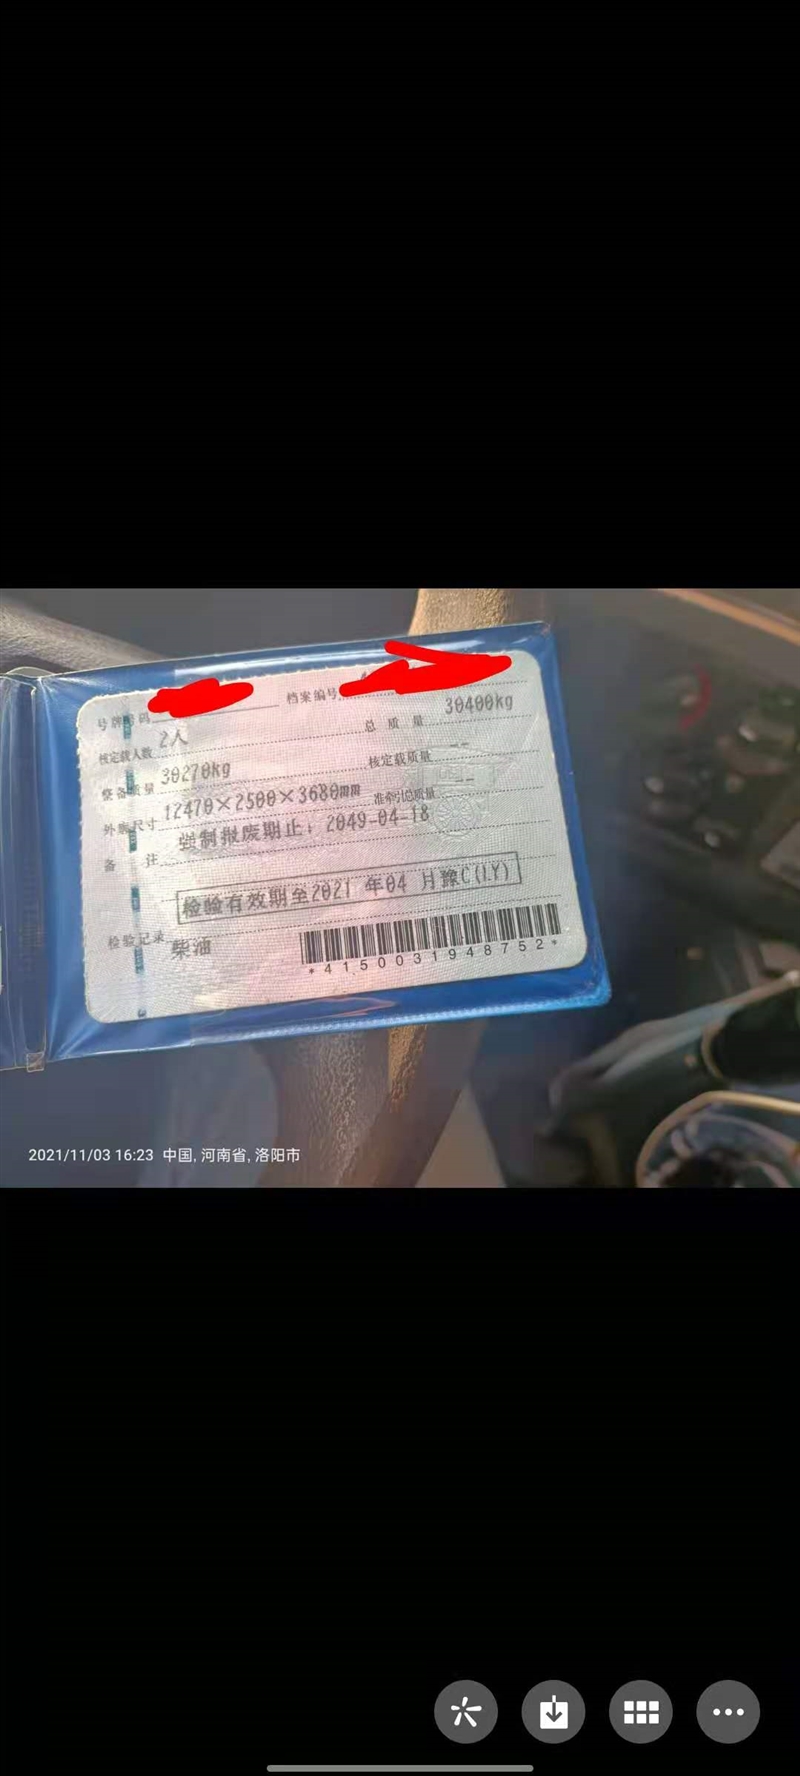 号牌号码 档案编号
核定载人数 2人 总质量 30400kg
整备质量 30270kg 核定载质量 --
外廓尺寸 12470×2500×3680mm 准牵引总质量 --
备注 强制报废期止：2049-04-18
检验有效期至2021 年04 月豫C(LY)
检验记录
柴油
*4150031948752*
2021/11/03 16:23 中国, 河南省, 洛阳市